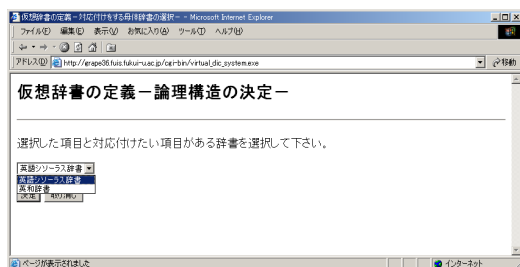 仮想辞書の定義－対応付けをする母体辞書の選択－ - Microsoft Internet Explorer
ファイル(F) 編集(E) 表示(V) お気に入り(A) ツール(T) ヘルプ(H)
アドレス(D) http://grape36.fuis.fukui-u.ac.jp/cgi-bin/virtual_dic_system.exe 移動
仮想辞書の定義－論理構造の決定－
選択した項目と対応付けたい項目がある辞書を選択して下さい。
英語シソーラス辞書
英語シソーラス辞書
英和辞書
ページが表示されました インターネット